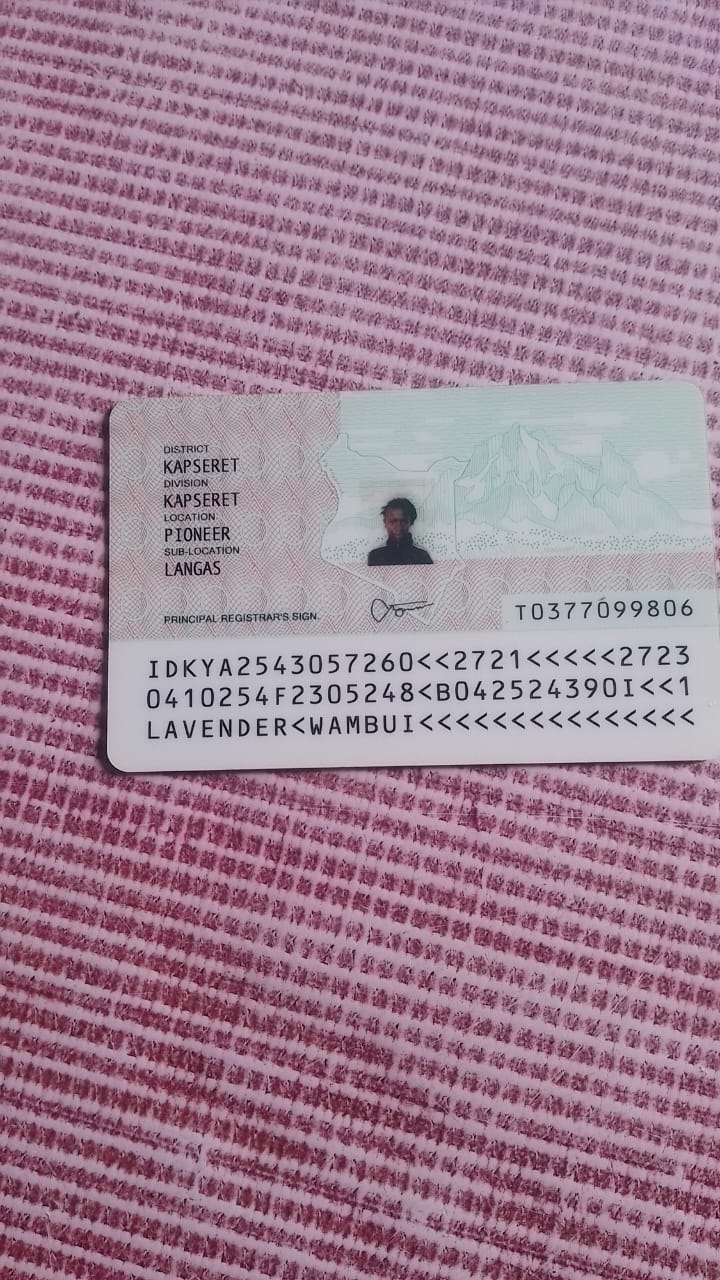 DISTRICT
KAPSERET
DIVISION
KAPSERET
LOCATION
PIONEER
SUB-LOCATION
LANGAS
PRINCIPAL REGISTRAR'S SIGN.
T0377099806
IDKYA2543057260<<2721<<<<<2723
0410254F2305248<B042524390I<<1
LAVENDER<WAMBUI<<<<<<<<<<<<<<<